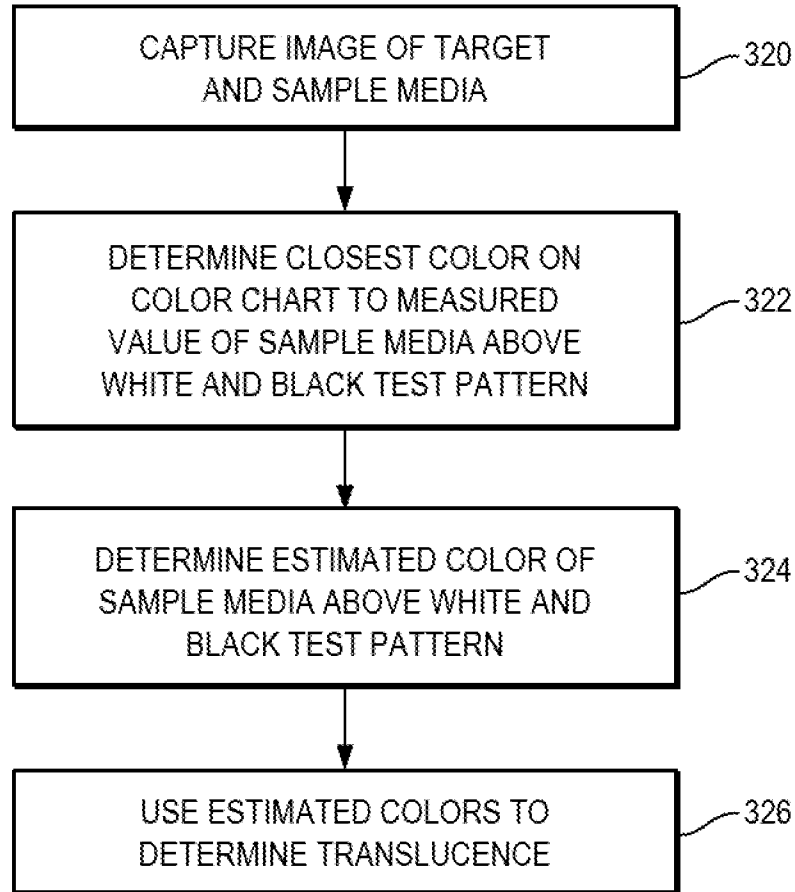 CAPTURE IMAGE OF TARGET
AND SAMPLE MEDIA
320
DETERMINE CLOSEST COLOR ON
COLOR CHART TO MEASURED
VALUE OF SAMPLE MEDIA ABOVE
WHITE AND BLACK TEST PATTERN
322
DETERMINE ESTIMATED COLOR OF
SAMPLE MEDIA ABOVE WHITE AND
BLACK TEST PATTERN
324
USE ESTIMATED COLORS TO
DETERMINE TRANSLUCENCE
326